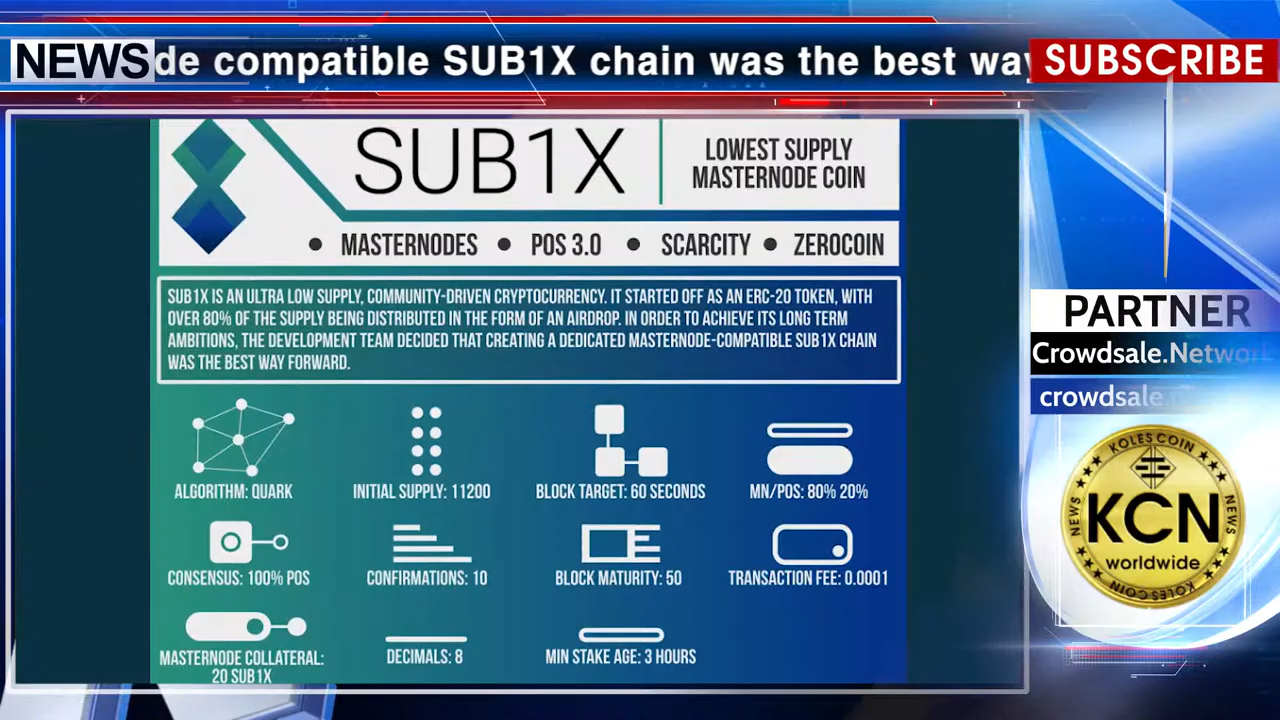 NEWS
de compatible SUB1X chain was the best way
SUBSCRIBE
SUB1X
LOWEST SUPPLY
MASTERNODE COIN
• MASTERNODES • POS 3.0 • SCARCITY • ZEROCOIN
SUB1X IS AN ULTRA LOW SUPPLY, COMMUNITY-DRIVEN CRYPTOCURRENCY. IT STARTED OFF AS AN ERC-20 TOKEN, WITH
OVER 80% OF THE SUPPLY BEING DISTRIBUTED IN THE FORM OF AN AIRDROP. IN ORDER TO ACHIEVE ITS LONG TERM
AMBITIONS, THE DEVELOPMENT TEAM DECIDED THAT CREATING A DEDICATED MASTERNODE-COMPATIBLE SUB1X CHAIN
WAS THE BEST WAY FORWARD.
ALGORITHM: QUARK
INITIAL SUPPLY: 11200
BLOCK TARGET: 60 SECONDS
MN/POS: 80% 20%
CONSENSUS: 100% POS
CONFIRMATIONS: 10
BLOCK MATURITY: 50
TRANSACTION FEE: 0.0001
MASTERNODE COLLATERAL:
20 SUB1X
DECIMALS: 8
MIN STAKE AGE: 3 HOURS
PARTNER
Crowdsale.Networ
crowdsale.
KOLES COIN
NEWS
KCN
NEWS
worldwide
KOLES COIN